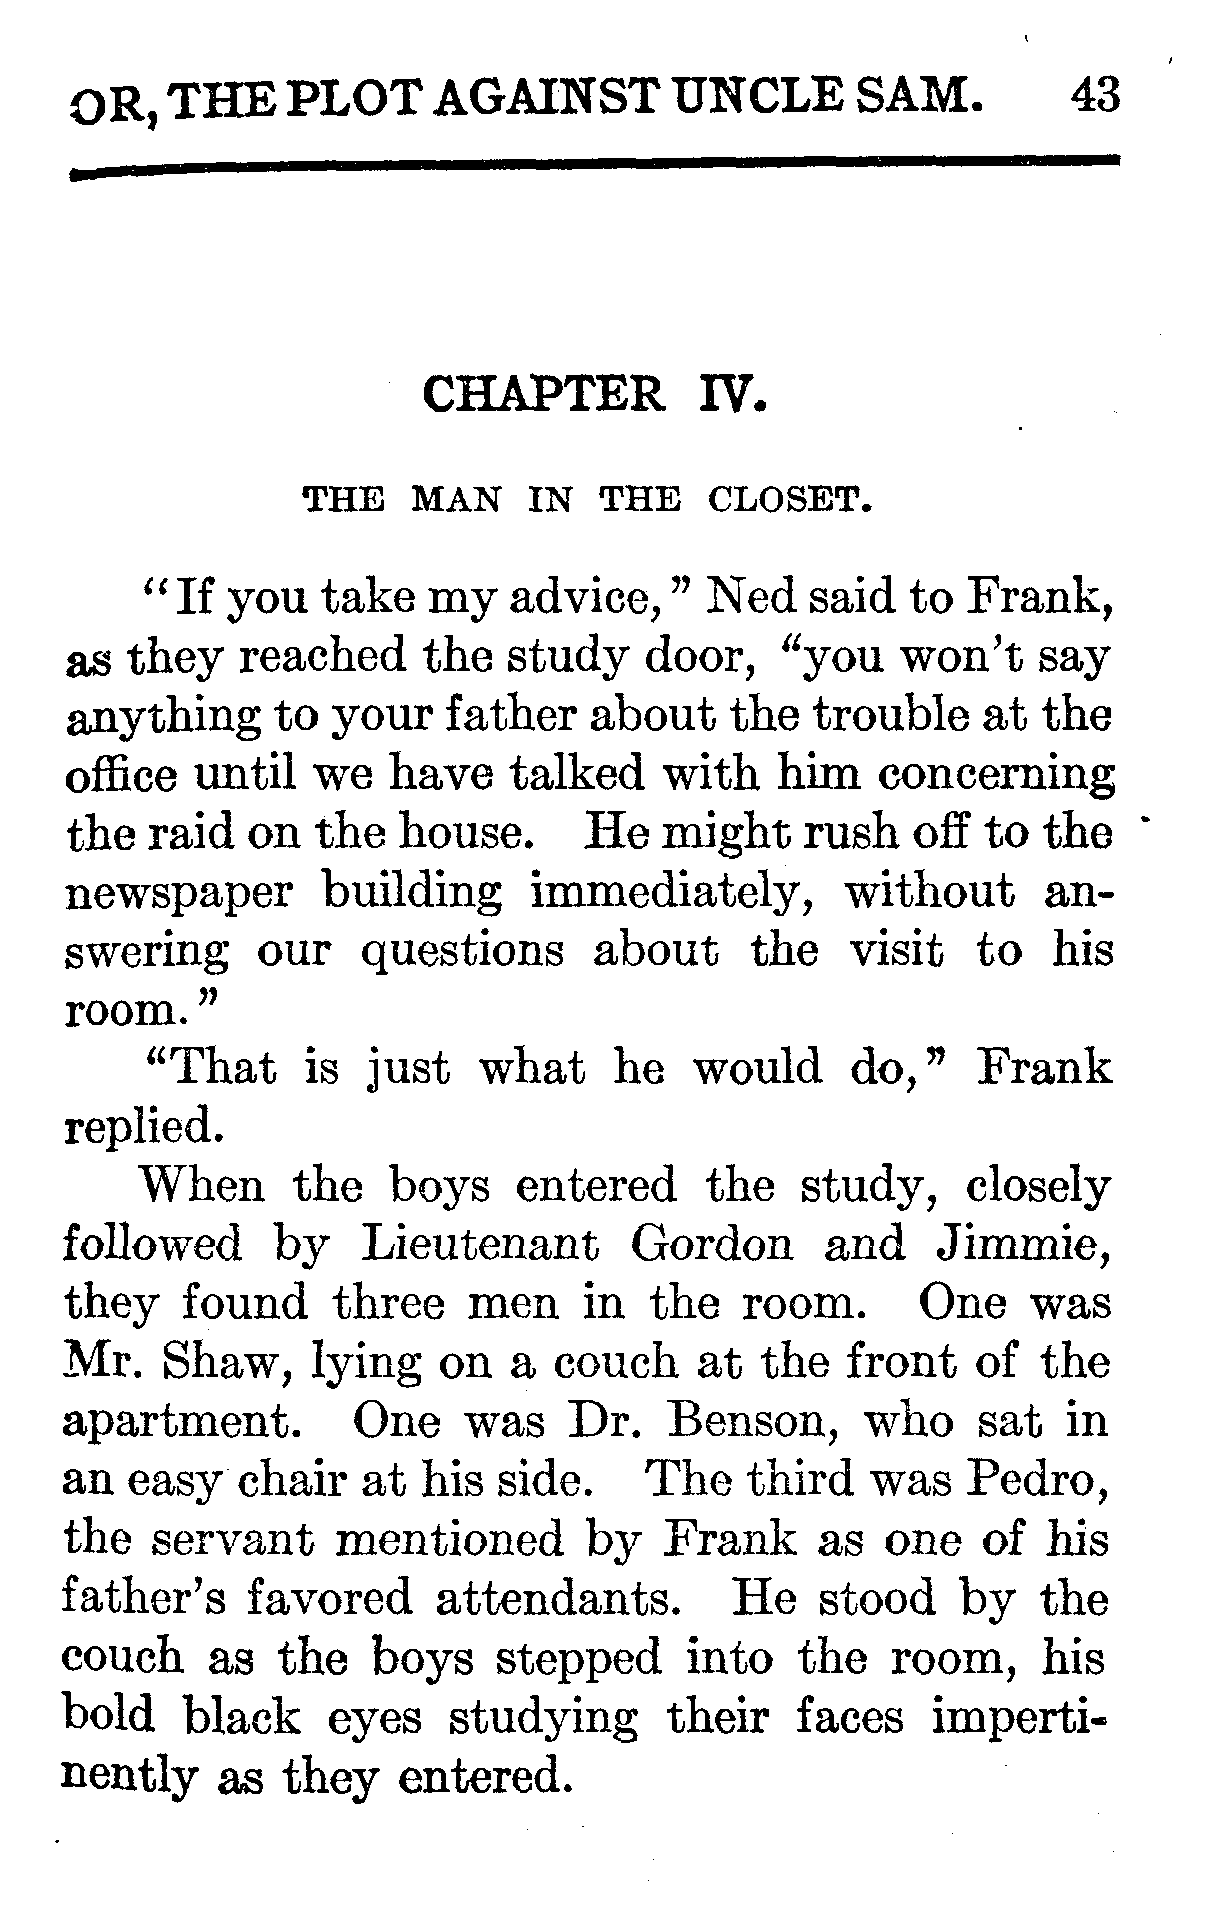 OR, THE PLOT AGAINST UNCLE SAM. 43
CHAPTER IV.
THE MAN IN THE CLOSET.
“If you take my advice,” Ned said to Frank,
as they reached the study door, “you won’t say
anything to your father about the trouble at the
office until we have talked with him concerning
the raid on the house. He might rush off to the
newspaper building immediately, without an-
swering our questions about the visit to his
room.”
“That is just what he would do,” Frank
replied.
When the boys entered the study, closely
followed by Lieutenant Gordon and Jimmie,
they found three men in the room. One was
Mr. Shaw, lying on a couch at the front of the
apartment. One was Dr. Benson, who sat in
an easy chair at his side. The third was Pedro,
the servant mentioned by Frank as one of his
father’s favored attendants. He stood by the
couch as the boys stepped into the room, his
bold black eyes studying their faces imperti-
nently as they entered.